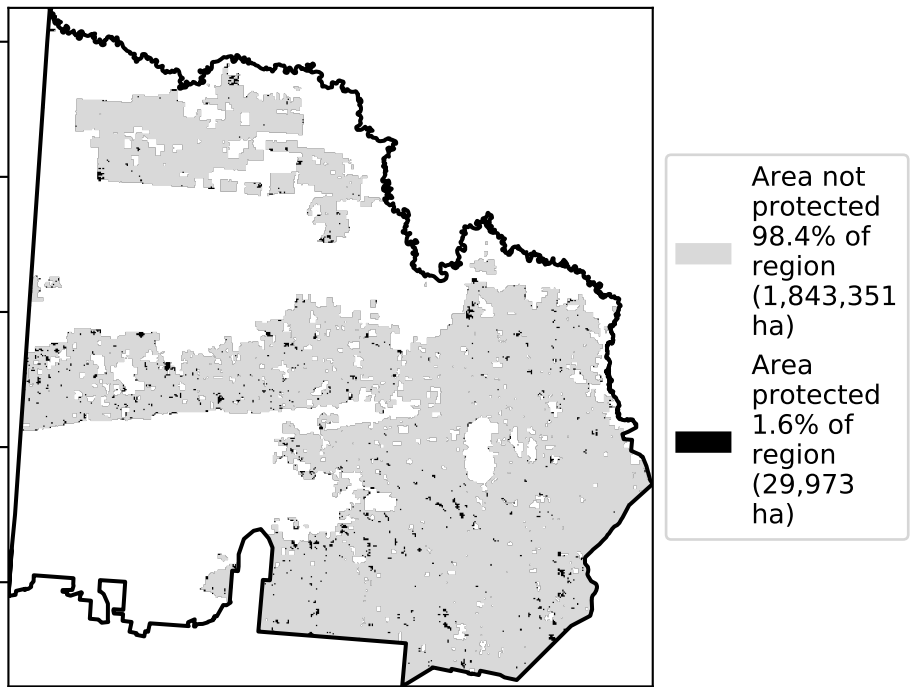 Area not
protected
98.4% of
region
(1,843,351
ha)
Area
protected
1.6% of
region
(29,973
ha)